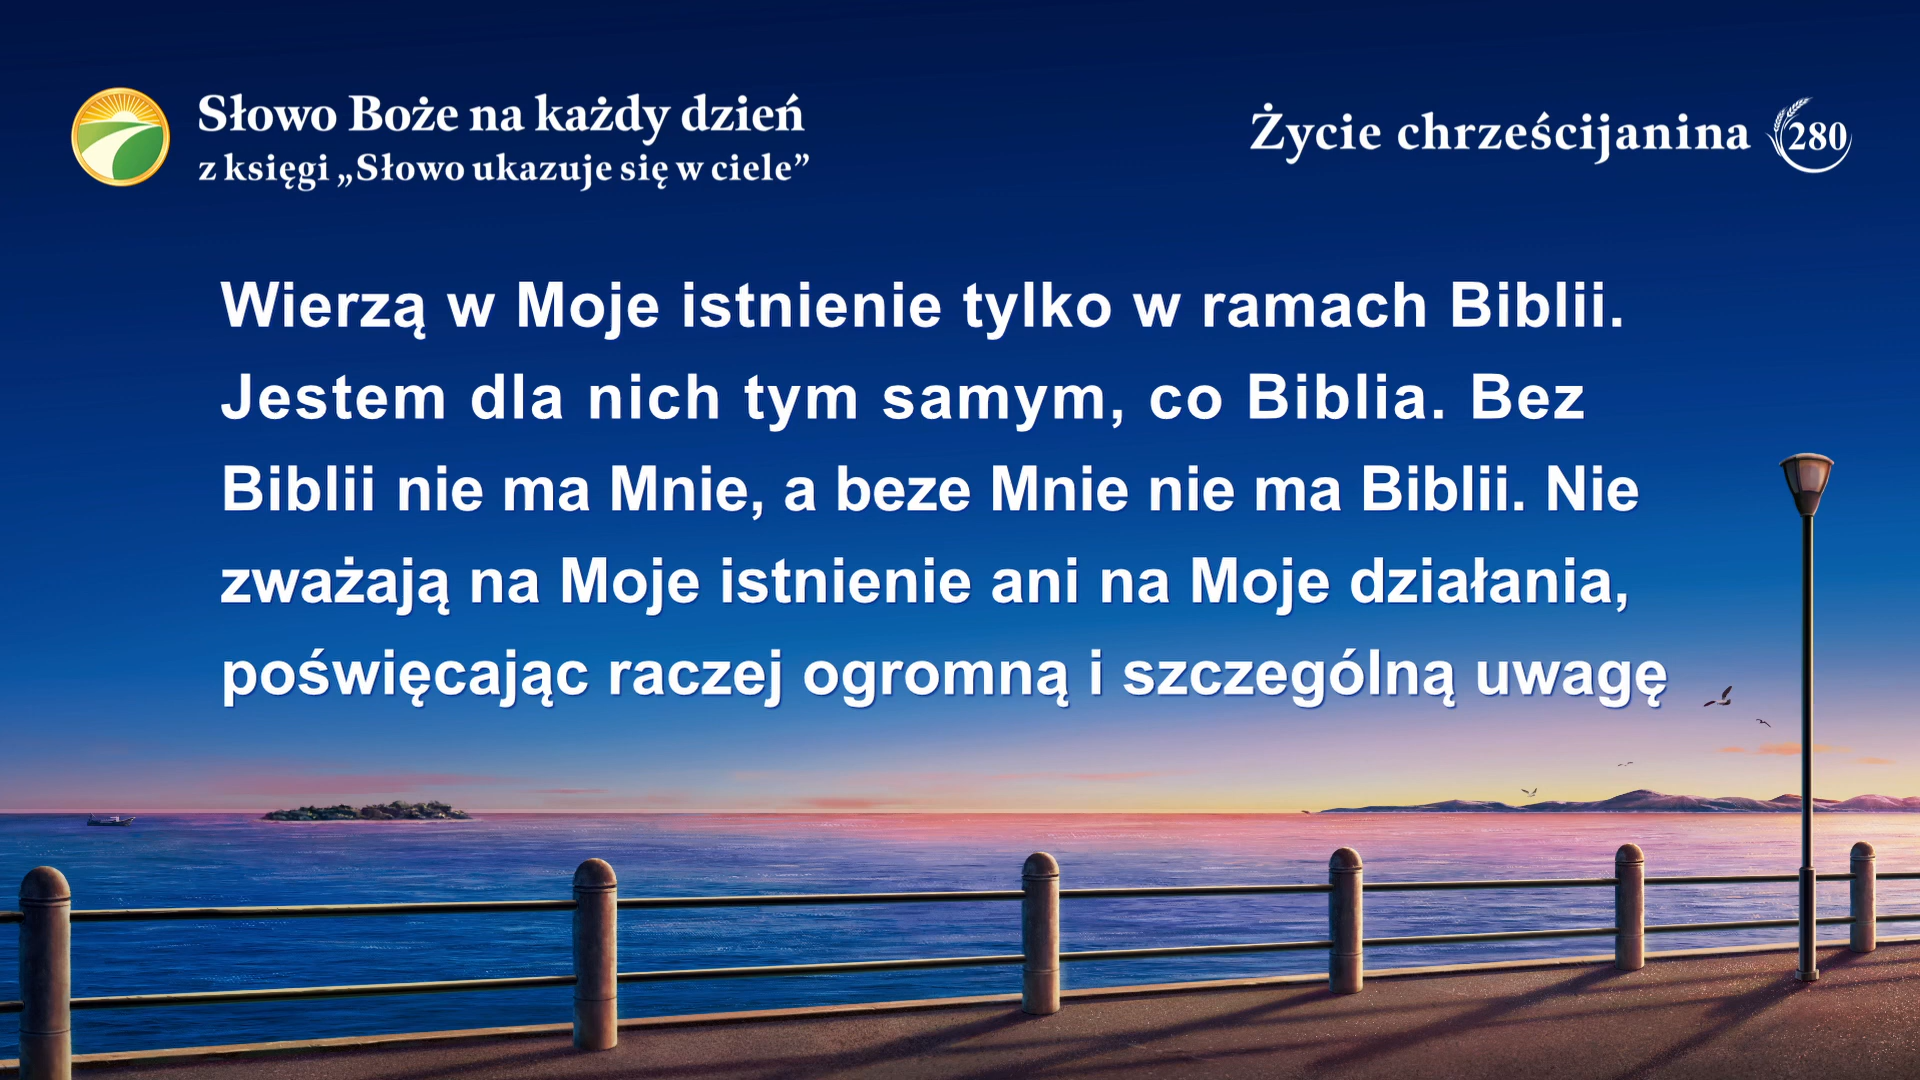 Słowo Boże na każdy dzień
z księgi „Słowo ukazuje się w ciele”
Życie chrześcijanina 280
Wierzą w Moje istnienie tylko w ramach Biblii.
Jestem dla nich tym samym, co Biblia. Bez
Biblii nie ma Mnie, a beze Mnie nie ma Biblii. Nie
zważają na Moje istnienie ani na Moje działania,
poświęcając raczej ogromną i szczególną uwagę